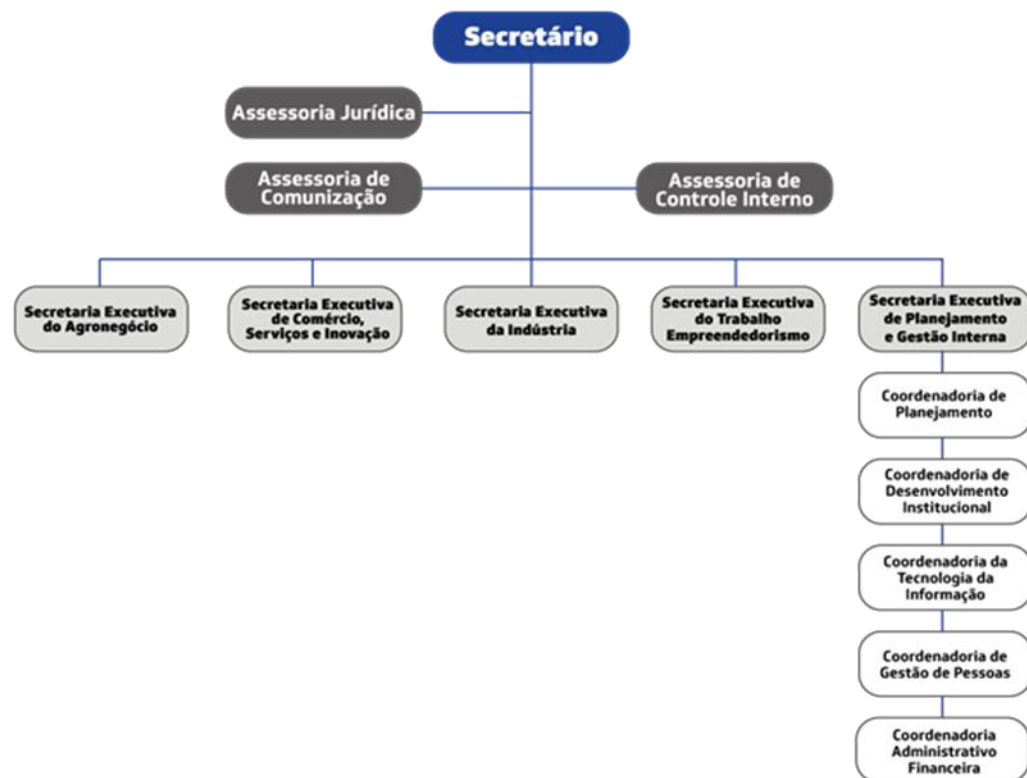 Secretário
Assessoria Jurídica
Assessoria de
Comunização
Assessoria de
Controle Interno
Secretaria Executiva
do Agronegócio
Secretaria Executiva
de Comércio,
Serviços e Inovação
Secretaria Executiva
da Indústria
Secretaria Executiva
do Trabalho
Empreendedorismo
Secretaria Executiva
de Planejamento
e Gestão Interna
Coordenadoria de
Planejamento
Coordenadoria de
Desenvolvimento
Institucional
Coordenadoria da
Tecnologia da
Informação
Coordenadoria de
Gestão de Pessoas
Coordenadoria
Administrativo
Financeira